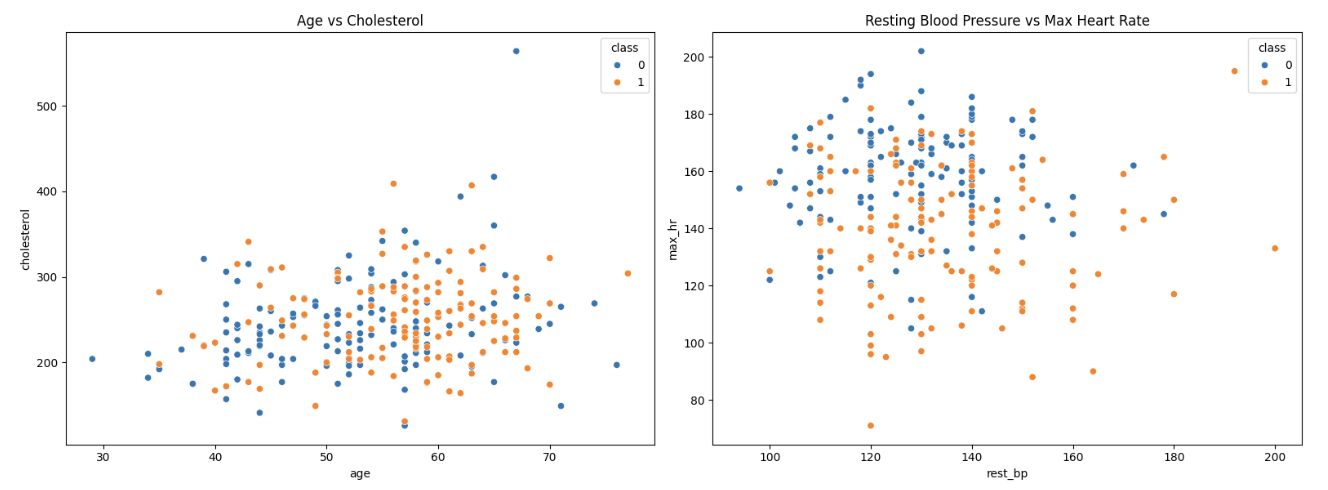 Age vs Cholesterol
class
0
1
500
400
300
200
cholesterol
30 40 50 60 70
age
Resting Blood Pressure vs Max Heart Rate
class
0
1
200
180
160
140
120
100
80
max_hr
100 120 140 160 180 200
rest_bp